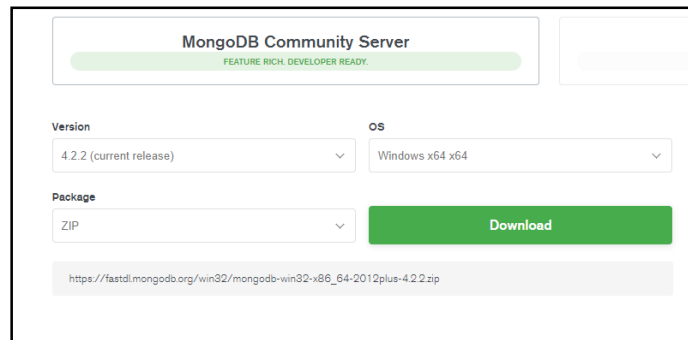 MongoDB Community Server
FEATURE RICH. DEVELOPER READY.
Version
OS
4.2.2 (current release)
Windows x64 x64
Package
ZIP
Download
https://fastdl.mongodb.org/win32/mongodb-win32-x86_64-2012plus-4.2.2.zip